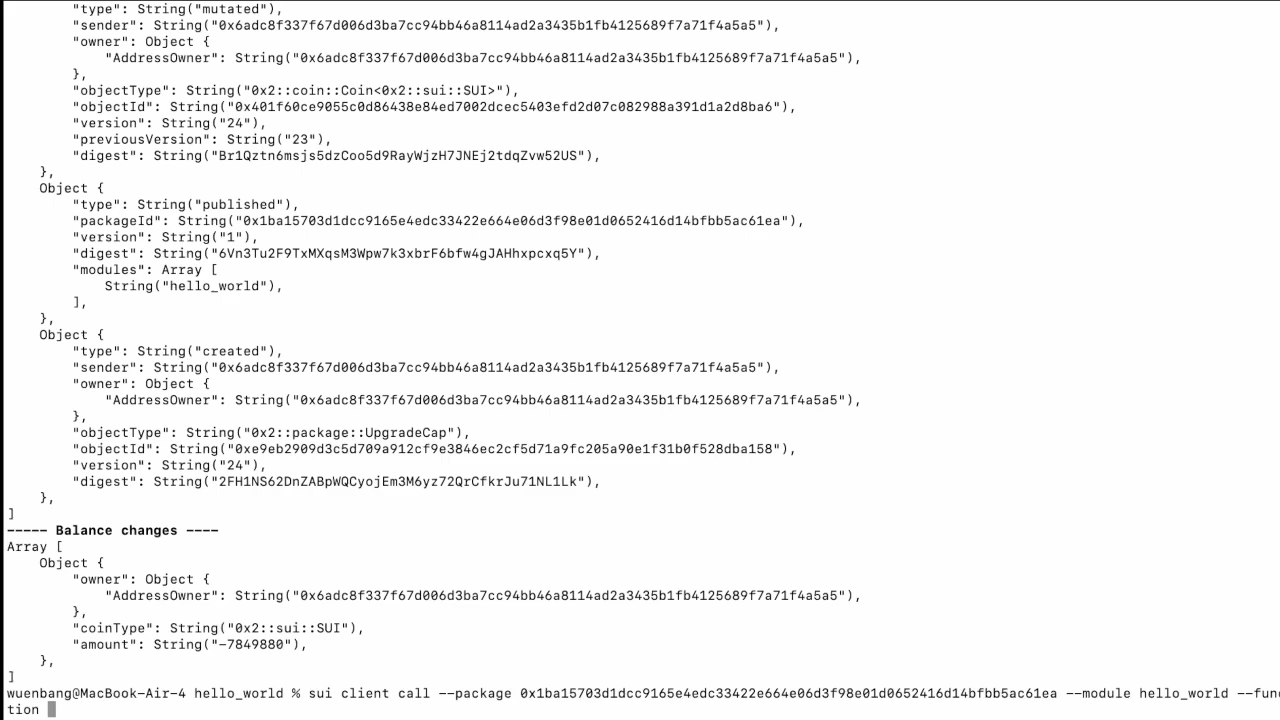 "type": String("mutated"),
"sender": String("0x6adc8f337f67d006d3ba7cc94bb46a8114ad2a3435b1fb4125689f7a71f4a5a5"),
"owner": Object {
"AddressOwner": String("0x6adc8f337f67d006d3ba7cc94bb46a8114ad2a3435b1fb4125689f7a71f4a5a5"),
},
"objectType": String("0x2::coin::Coin<0x2::sui::SUI>"),
"objectId": String("0x401f60ce9055c0d86438e84ed7002dcec5403efd2d07c082988a391d1a2d8ba6"),
"version": String("24"),
"previousVersion": String("23"),
"digest": String("Br1Qztn6msjs5dzCoo5d9RayWjzH7JNEj2tdqZvw52US"),
},
Object {
"type": String("published"),
"packageId": String("0x1ba15703d1dcc9165e4edc33422e664e06d3f98e01d0652416d14bfbb5ac61ea"),
"version": String("1"),
"digest": String("6Vn3Tu2F9TxMXqsM3Wpw7k3xbrF6bfw4gJAHhxpcxq5Y"),
"modules": Array [
String("hello_world"),
],
},
Object {
"type": String("created"),
"sender": String("0x6adc8f337f67d006d3ba7cc94bb46a8114ad2a3435b1fb4125689f7a71f4a5a5"),
"owner": Object {
"AddressOwner": String("0x6adc8f337f67d006d3ba7cc94bb46a8114ad2a3435b1fb4125689f7a71f4a5a5"),
},
"objectType": String("0x2::package::UpgradeCap"),
"objectId": String("0xe9eb2909d3c5d709a912cf9e3846ec2cf5d71a9fc205a90e1f31b0f528dba158"),
"version": String("24"),
"digest": String("2FH1NS62DnZABpWQCyojEm3M6yz72QrCfkrJu71NL1Lk"),
},
]
----- Balance changes ----
Array [
Object {
"owner": Object {
"AddressOwner": String("0x6adc8f337f67d006d3ba7cc94bb46a8114ad2a3435b1fb4125689f7a71f4a5a5"),
},
"coinType": String("0x2::sui::SUI"),
"amount": String("-7849880"),
},
]
wuenbang@MacBook-Air-4 hello_world % sui client call --package 0x1ba15703d1dcc9165e4edc33422e664e06d3f98e01d0652416d14bfbb5ac61ea --module hello_world --func
tion